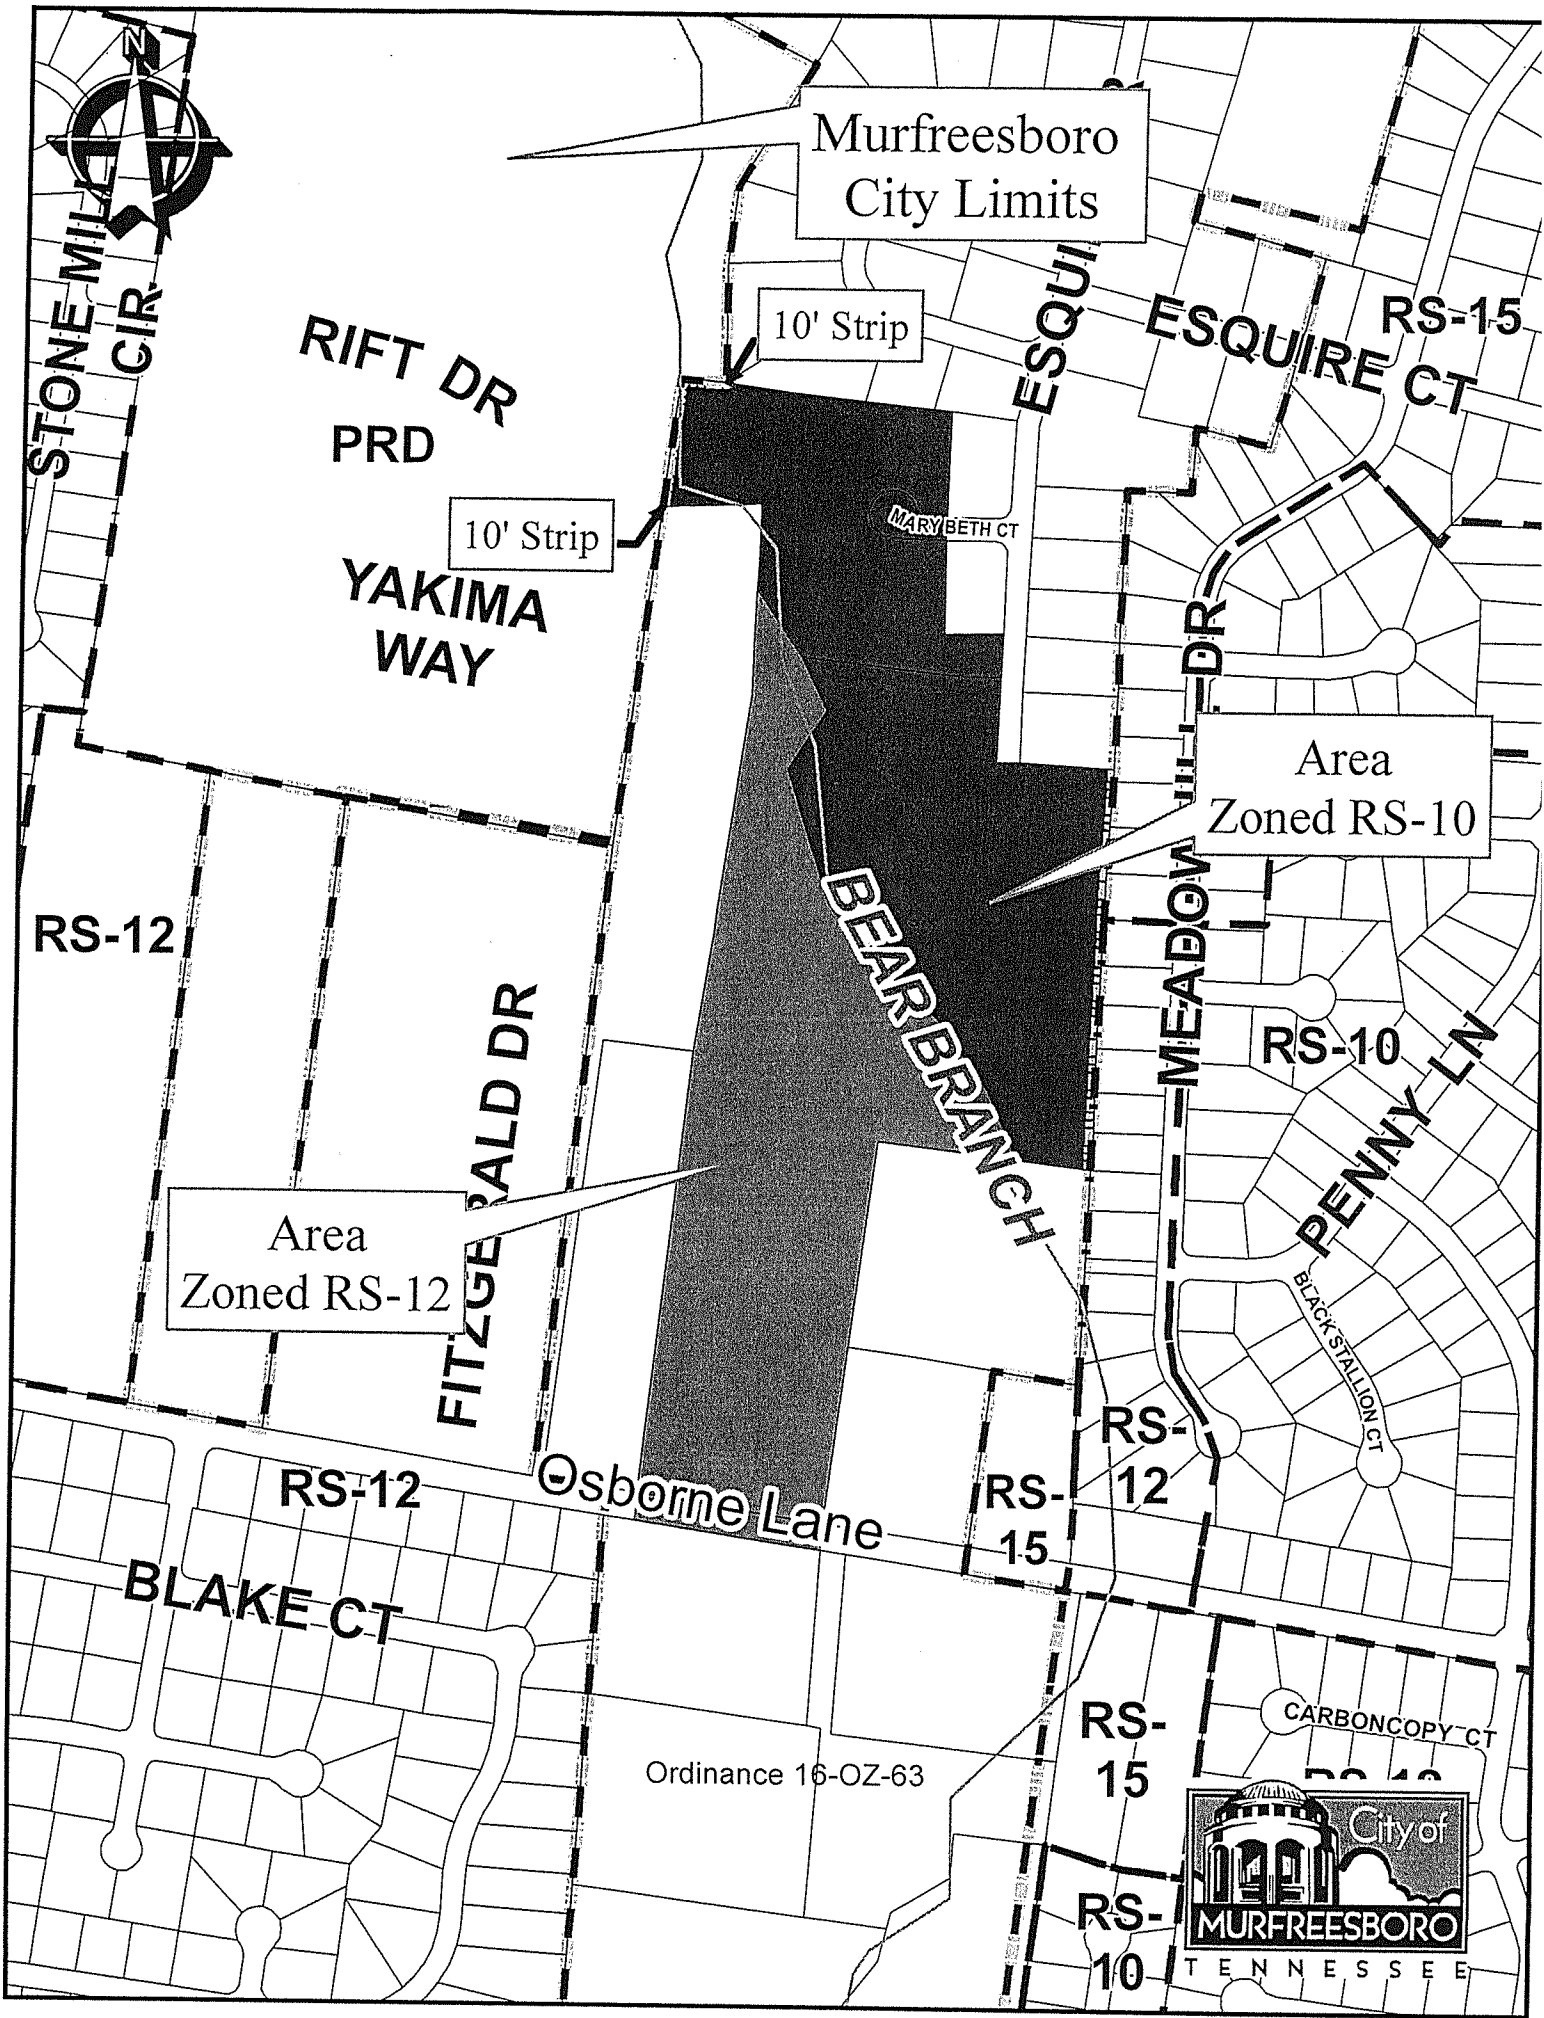 N
Murfreesboro
City Limits
STONE MILL
CIR
RIFT DR
PRD
10' Strip
ESQUIRE CT
RS-15
10' Strip
MARY BETH CT
YAKIMA
WAY
DR
Area
Zoned RS-10
RS-12
BEAR BRANCH
MEADOW
RS-10
PENNY LN
FITZGERALD DR
Area
Zoned RS-12
BLACK STALLION CT
RS-
12
RS-12
Osborne Lane
RS-
15
BLAKE CT
RS-
15
CARBONCOPY CT
Ordinance 16-OZ-63
City of
MURFREESBORO
TENNESSEE
RS-
10